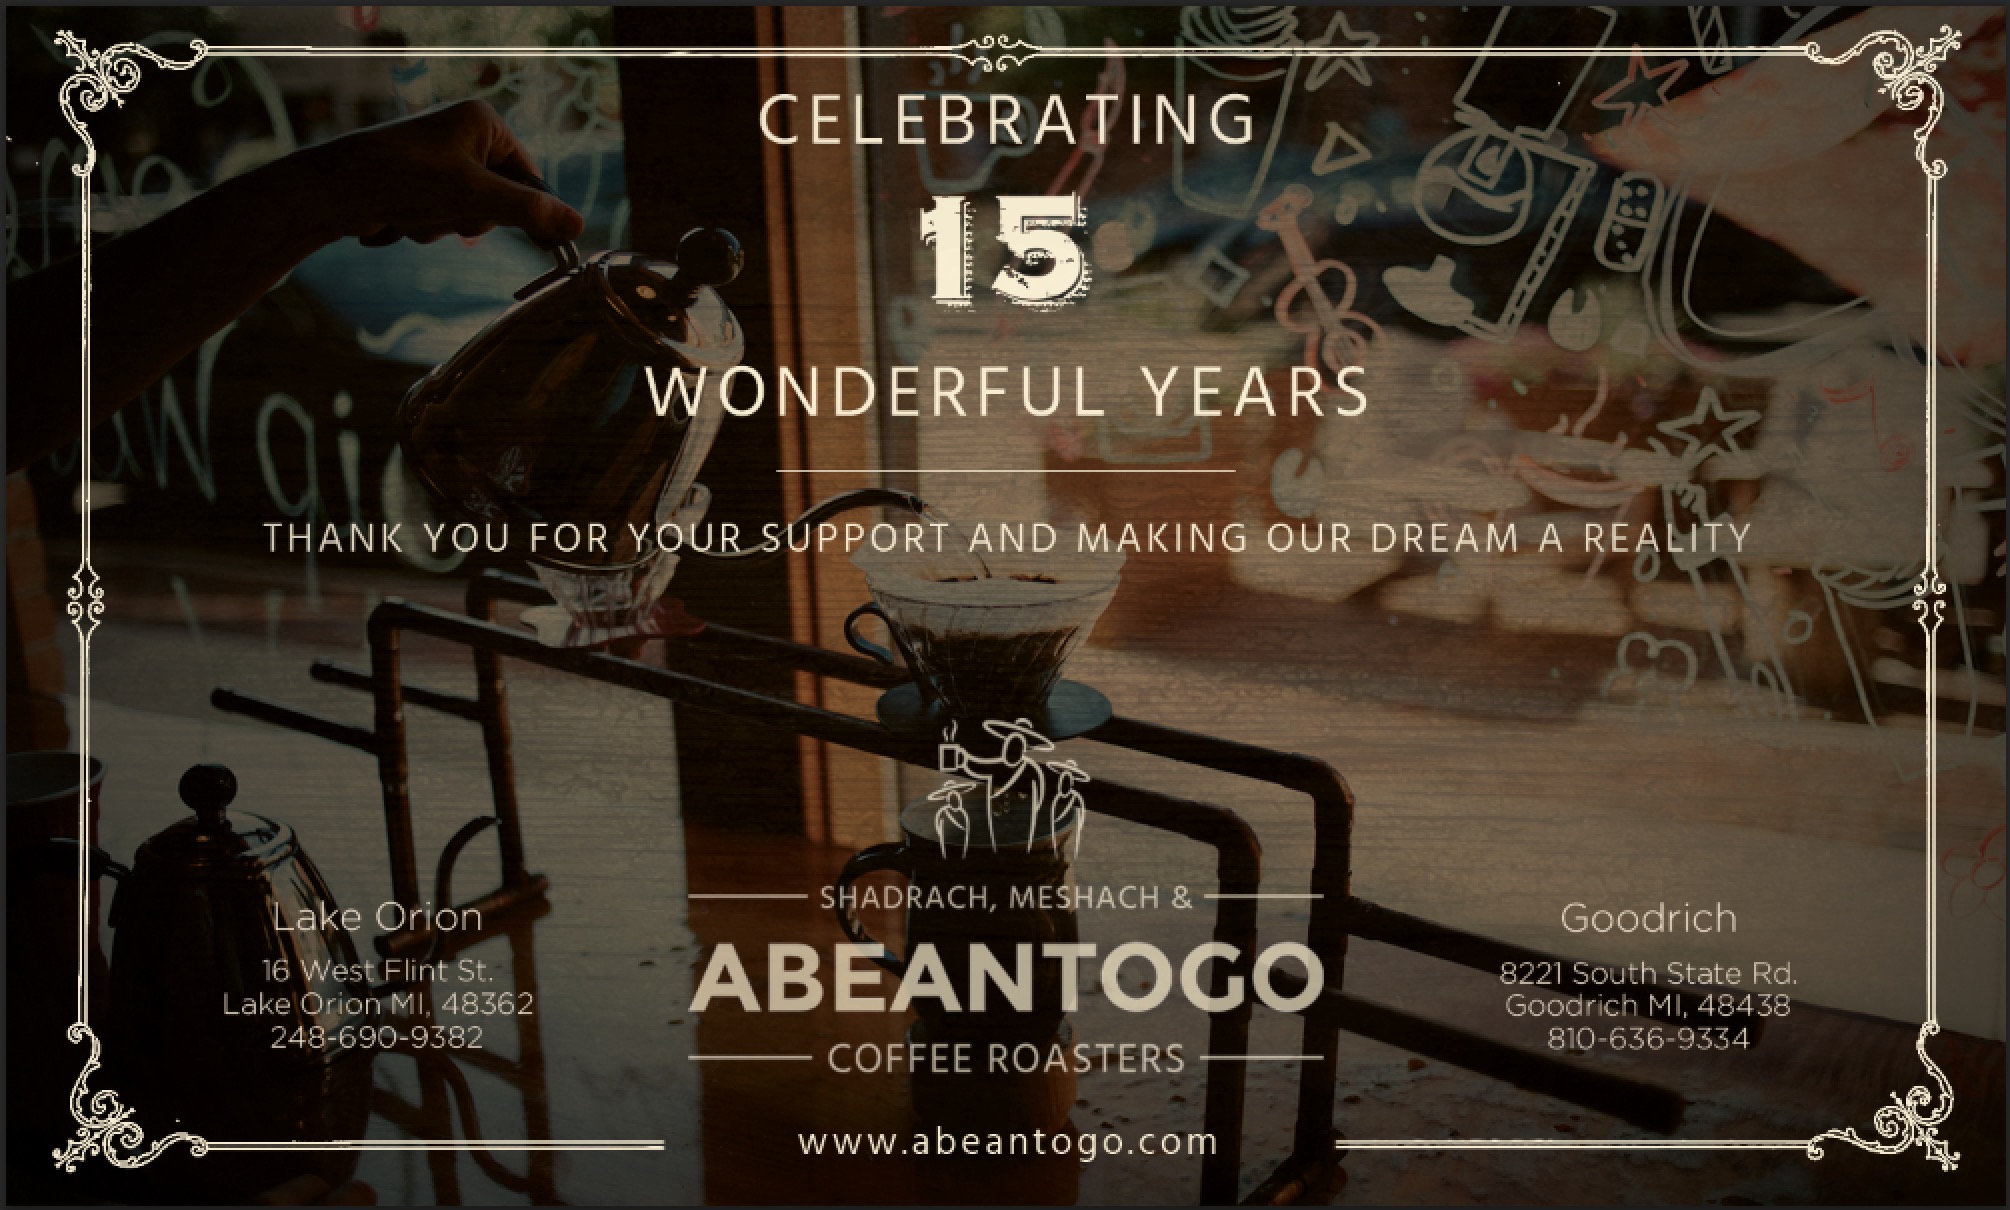 CELEBRATING
15
WONDERFUL YEARS
THANK YOU FOR YOUR SUPPORT AND MAKING OUR DREAM A REALITY
SHADRACH, MESHACH &
ABEANTOGO
COFFEE ROASTERS
Lake Orion
16 West Flint St.
Lake Orion MI, 48362
248-690-9382
Goodrich
8221 South State Rd.
Goodrich MI, 48438
810-636-9334
www.abeantogo.com